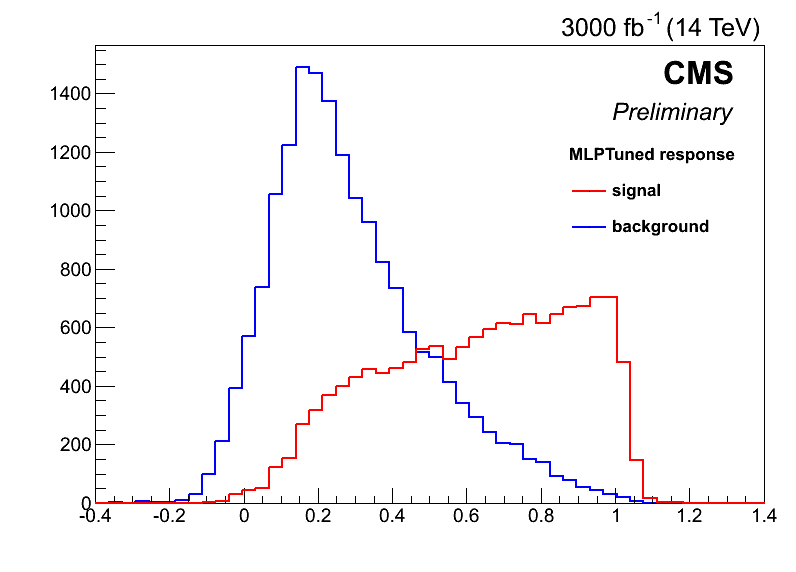 3000 fb-1 (14 TeV)
CMS
Preliminary
MLPTuned response
signal
background
1400
1200
1000
800
600
400
200
0
-0.4 -0.2 0 0.2 0.4 0.6 0.8 1 1.2 1.4